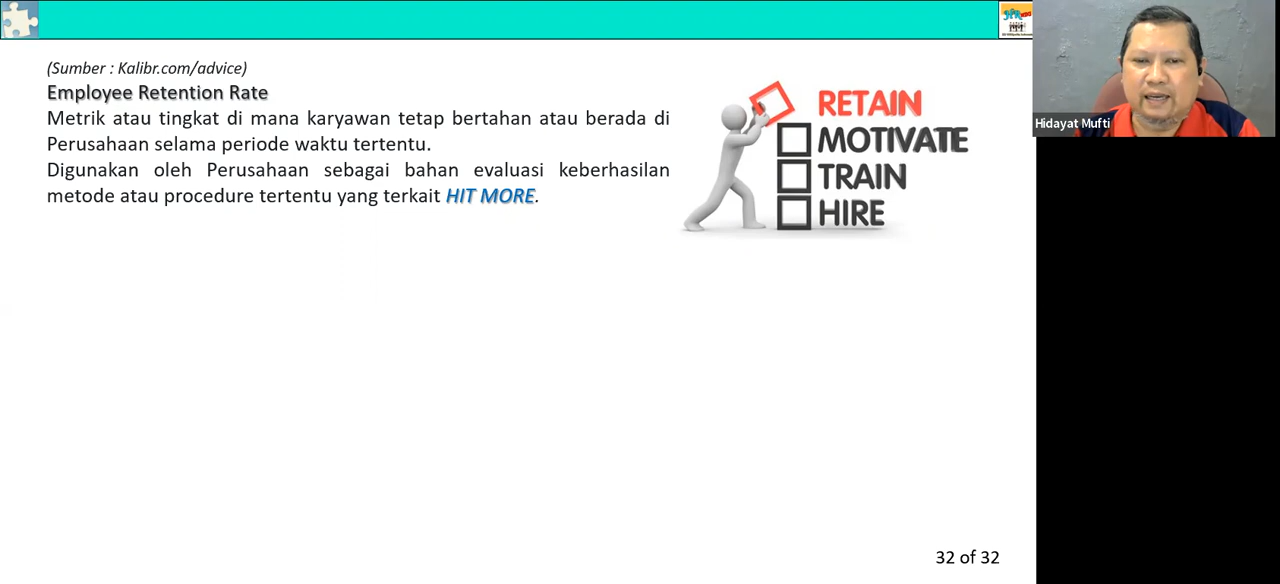 (Sumber : Kalibr.com/advice)
Employee Retention Rate
Metrik atau tingkat di mana karyawan tetap bertahan atau berada di
Perusahaan selama periode waktu tertentu.
Digunakan oleh Perusahaan sebagai bahan evaluasi keberhasilan
metode atau procedure tertentu yang terkait HIT MORE.
RETAIN
MOTIVATE
TRAIN
HIRE
Hidayat Mufti
32 of 32